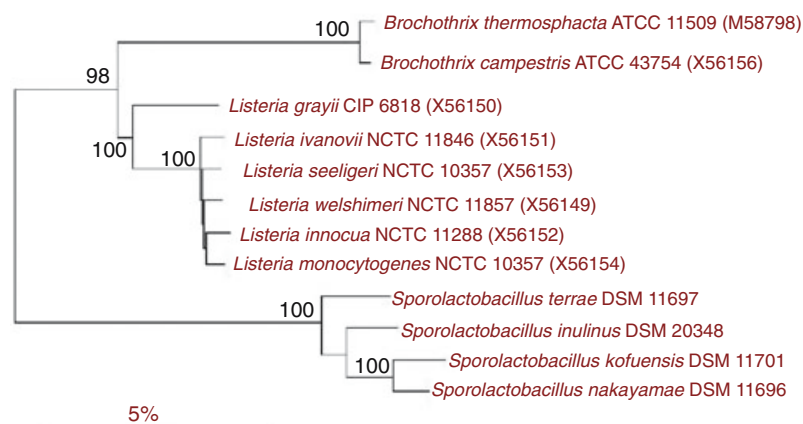 100
Brochothrix thermosphacta ATCC 11509 (M58798)
Brochothrix campestris ATCC 43754 (X56156)
98
Listeria grayii CIP 6818 (X56150)
100
100
Listeria ivanovii NCTC 11846 (X56151)
Listeria seeligeri NCTC 10357 (X56153)
Listeria welshimeri NCTC 11857 (X56149)
Listeria innocua NCTC 11288 (X56152)
Listeria monocytogenes NCTC 10357 (X56154)
100
Sporolactobacillus terrae DSM 11697
Sporolactobacillus inulinus DSM 20348
100
Sporolactobacillus kofuensis DSM 11701
Sporolactobacillus nakayamae DSM 11696
5%